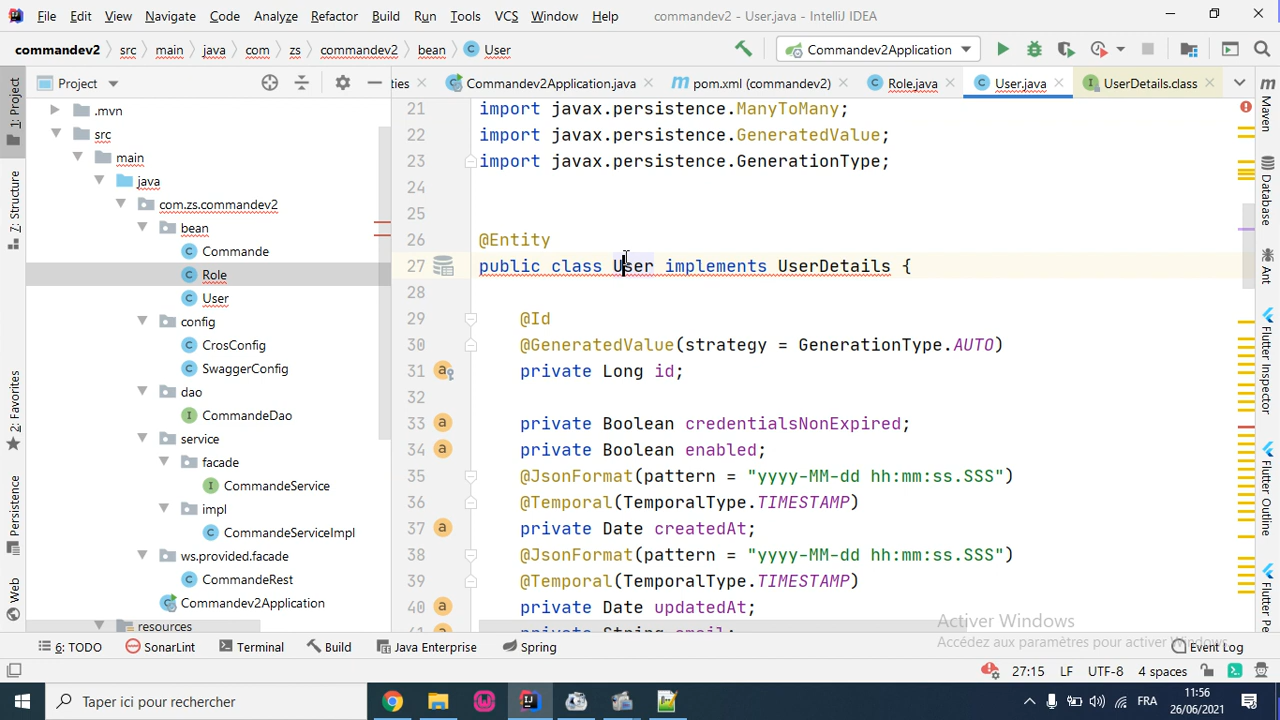 File Edit View Navigate Code Analyze Refactor Build Run Tools VCS Window Help commandev2 - User.java - IntelliJ IDEA
commandev2 src main java com zs commandev2 bean User Commandev2Application
Project ties Commandev2Application.java pom.xml (commandev2) Role.java User.java UserDetails.class
1: Project
7: Structure
2: Favorites
Persistence
Web
.mvn
src
main
java
com.zs.commandev2
bean
Commande
Role
User
config
CrosConfig
SwaggerConfig
dao
CommandeDao
service
facade
CommandeService
impl
CommandeServiceImpl
ws.provided.facade
CommandeRest
Commandev2Application
resources
21 import javax.persistence.ManyToMany;
22 import javax.persistence.GeneratedValue;
23 import javax.persistence.GenerationType;
24
25
26 @Entity
27 public class User implements UserDetails {
28
29 @Id
30 @GeneratedValue(strategy = GenerationType.AUTO)
31 private Long id;
32
33 private Boolean credentialsNonExpired;
34 private Boolean enabled;
35 @JsonFormat(pattern = "yyyy-MM-dd hh:mm:ss.SSS")
36 @Temporal(TemporalType.TIMESTAMP)
37 private Date createdAt;
38 @JsonFormat(pattern = "yyyy-MM-dd hh:mm:ss.SSS")
39 @Temporal(TemporalType.TIMESTAMP)
40 private Date updatedAt;
41 private String email;
Maven
Database
Ant
Flutter Inspector
Flutter Outline
Flutter Pe
Activer Windows
Accédez aux paramètres pour activer Windows.
6: TODO SonarLint Terminal Build Java Enterprise Spring Event Log
27:15 LF UTF-8 4 spaces
Taper ici pour rechercher FRA 11:56
26/06/2021